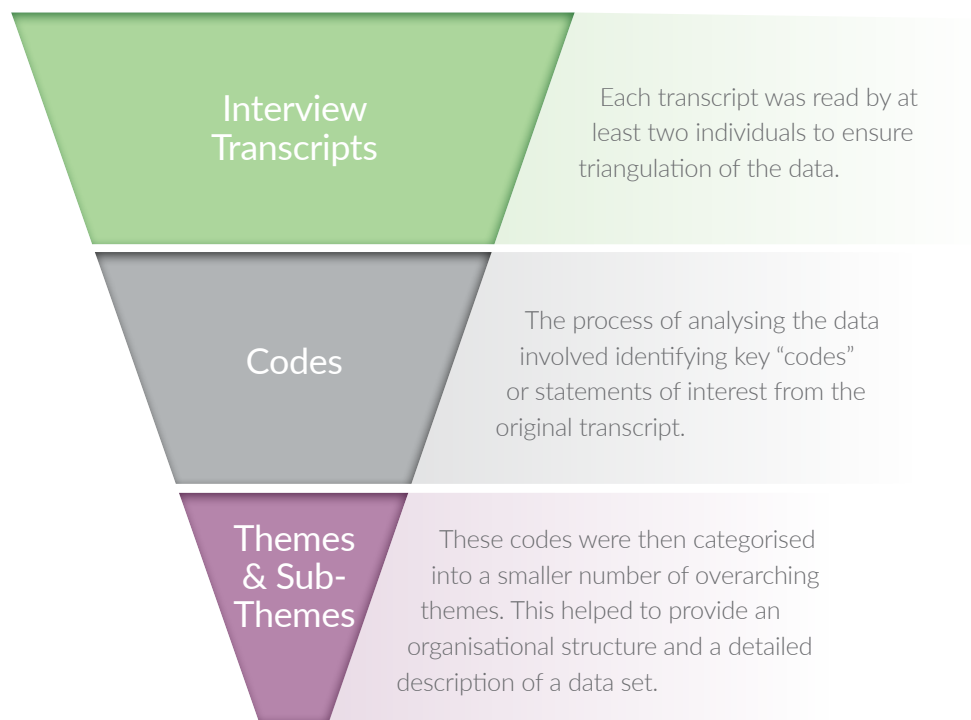 Interview
Transcripts
Each transcript was read by at
least two individuals to ensure
triangulation of the data.
Codes
The process of analysing the data
involved identifying key “codes”
or statements of interest from the
original transcript.
Themes
& Sub-
Themes
These codes were then categorised
into a smaller number of overarching
themes. This helped to provide an
organisational structure and a detailed
description of a data set.